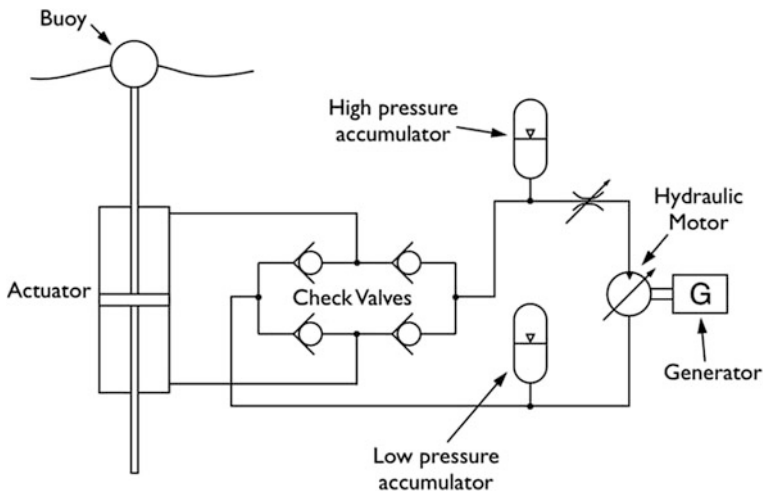 Buoy
High pressure
accumulator
Hydraulic
Motor
Actuator
Check Valves
G
Generator
Low pressure
accumulator